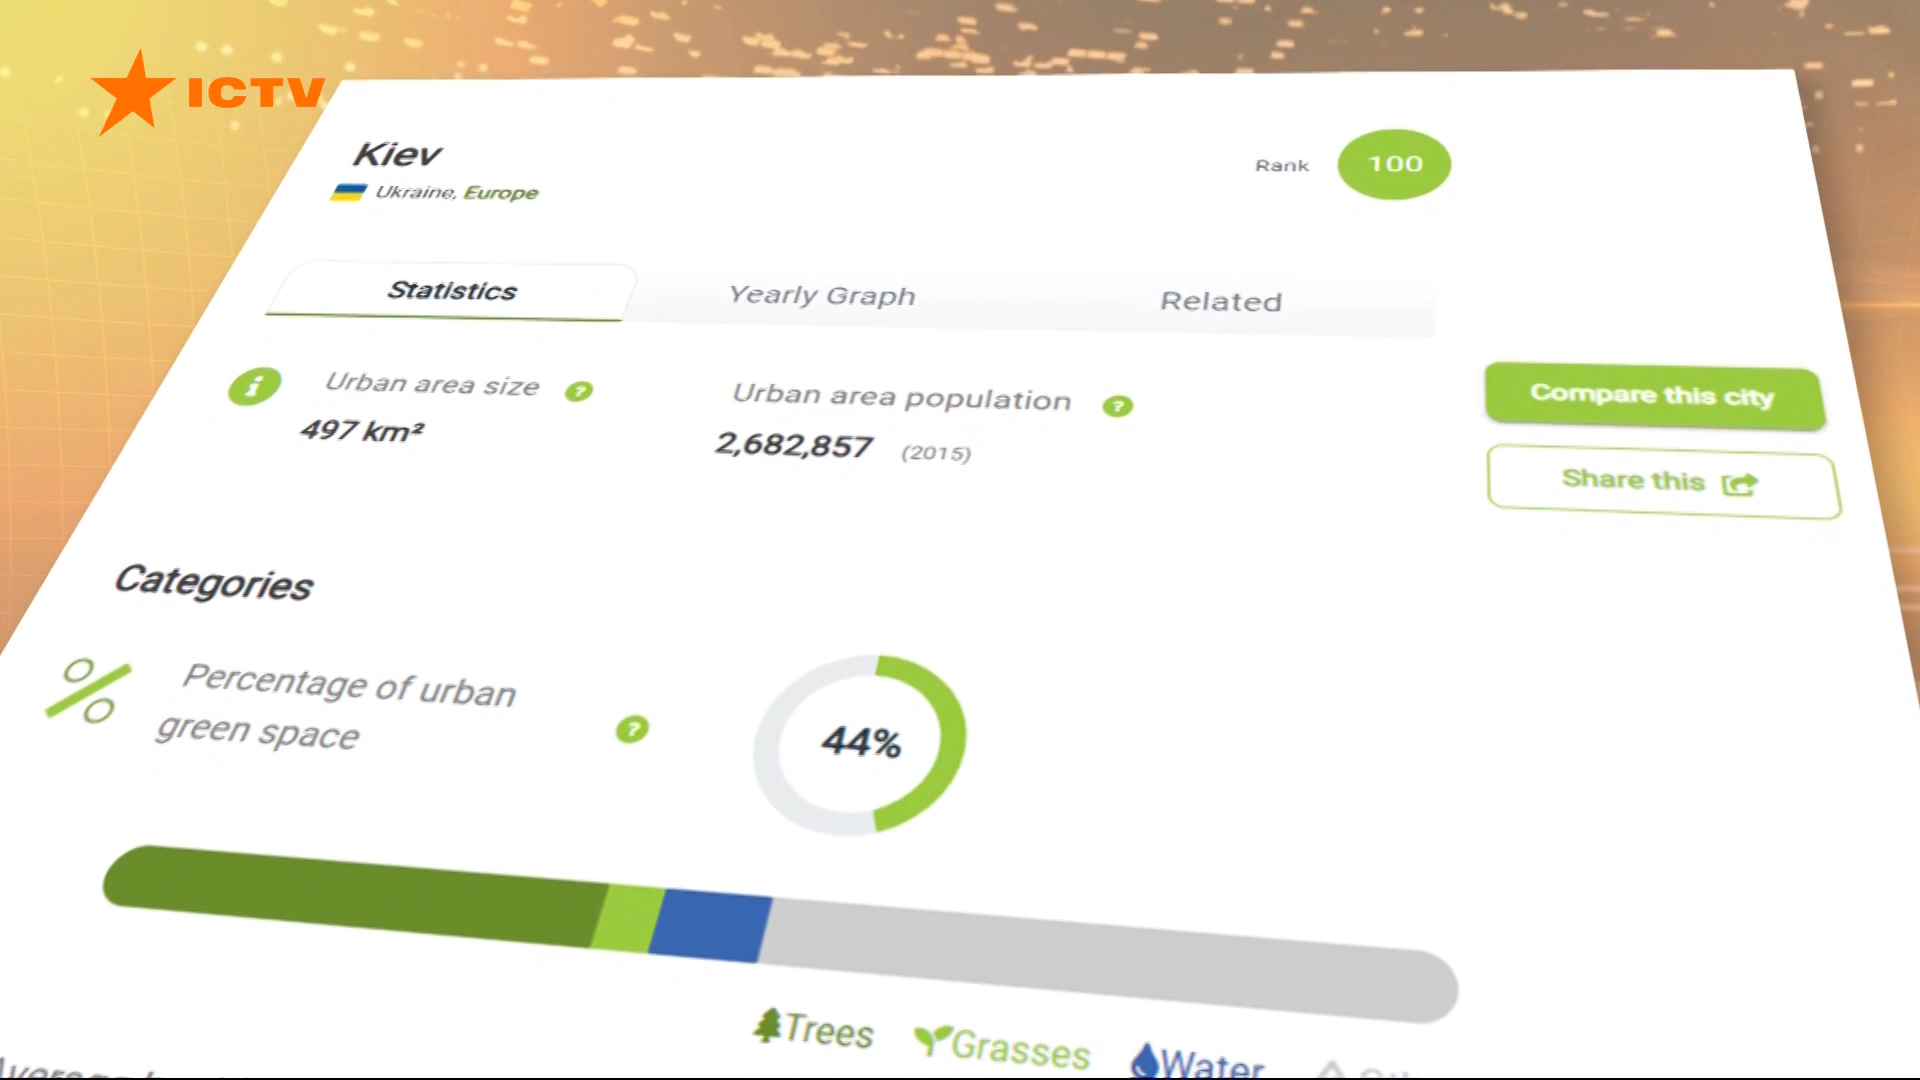 ICTV
Kiev
Ukraine, Europe
Rank 100
Statistics Yearly Graph Related
Urban area size ?
497 km²
Urban area population ?
2,682,857 (2015)
Compare this city
Share this
Categories
Percentage of urban
green space ?
44%
Trees Grasses Water